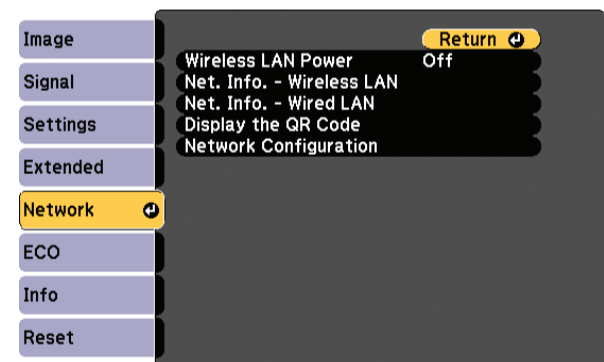 Image
Signal
Settings
Extended
Network
ECO
Info
Reset
Return
Wireless LAN Power Off
Net. Info. - Wireless LAN
Net. Info. - Wired LAN
Display the QR Code
Network Configuration